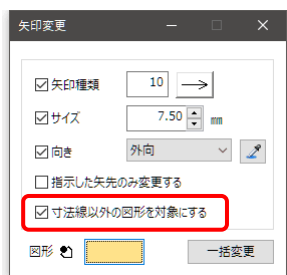 矢印変更
矢印種類 10
サイズ 7.50 mm
向き 外向
指示した矢先のみ変更する
寸法線以外の図形を対象にする
図形 一括変更